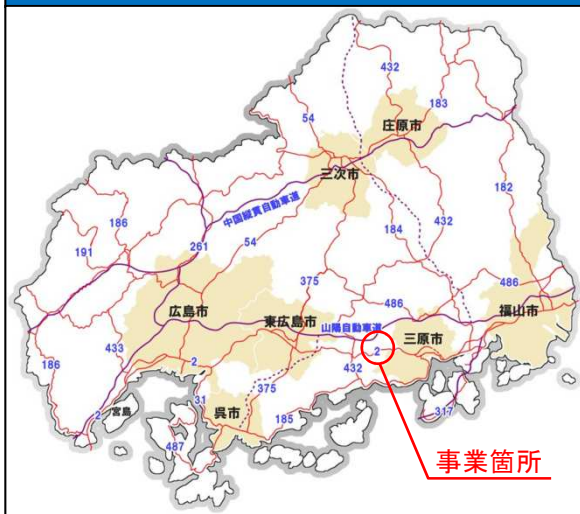 432
183
54
庄原市
三次市
182
中国縦貫自動車道
186
191
261
54
184
432
375
486
486
広島市
東広島市
山陽自動車道
三原市
福山市
433
2
2
432
186
31
375
呉市
185
317
2
宮島
487
事業箇所